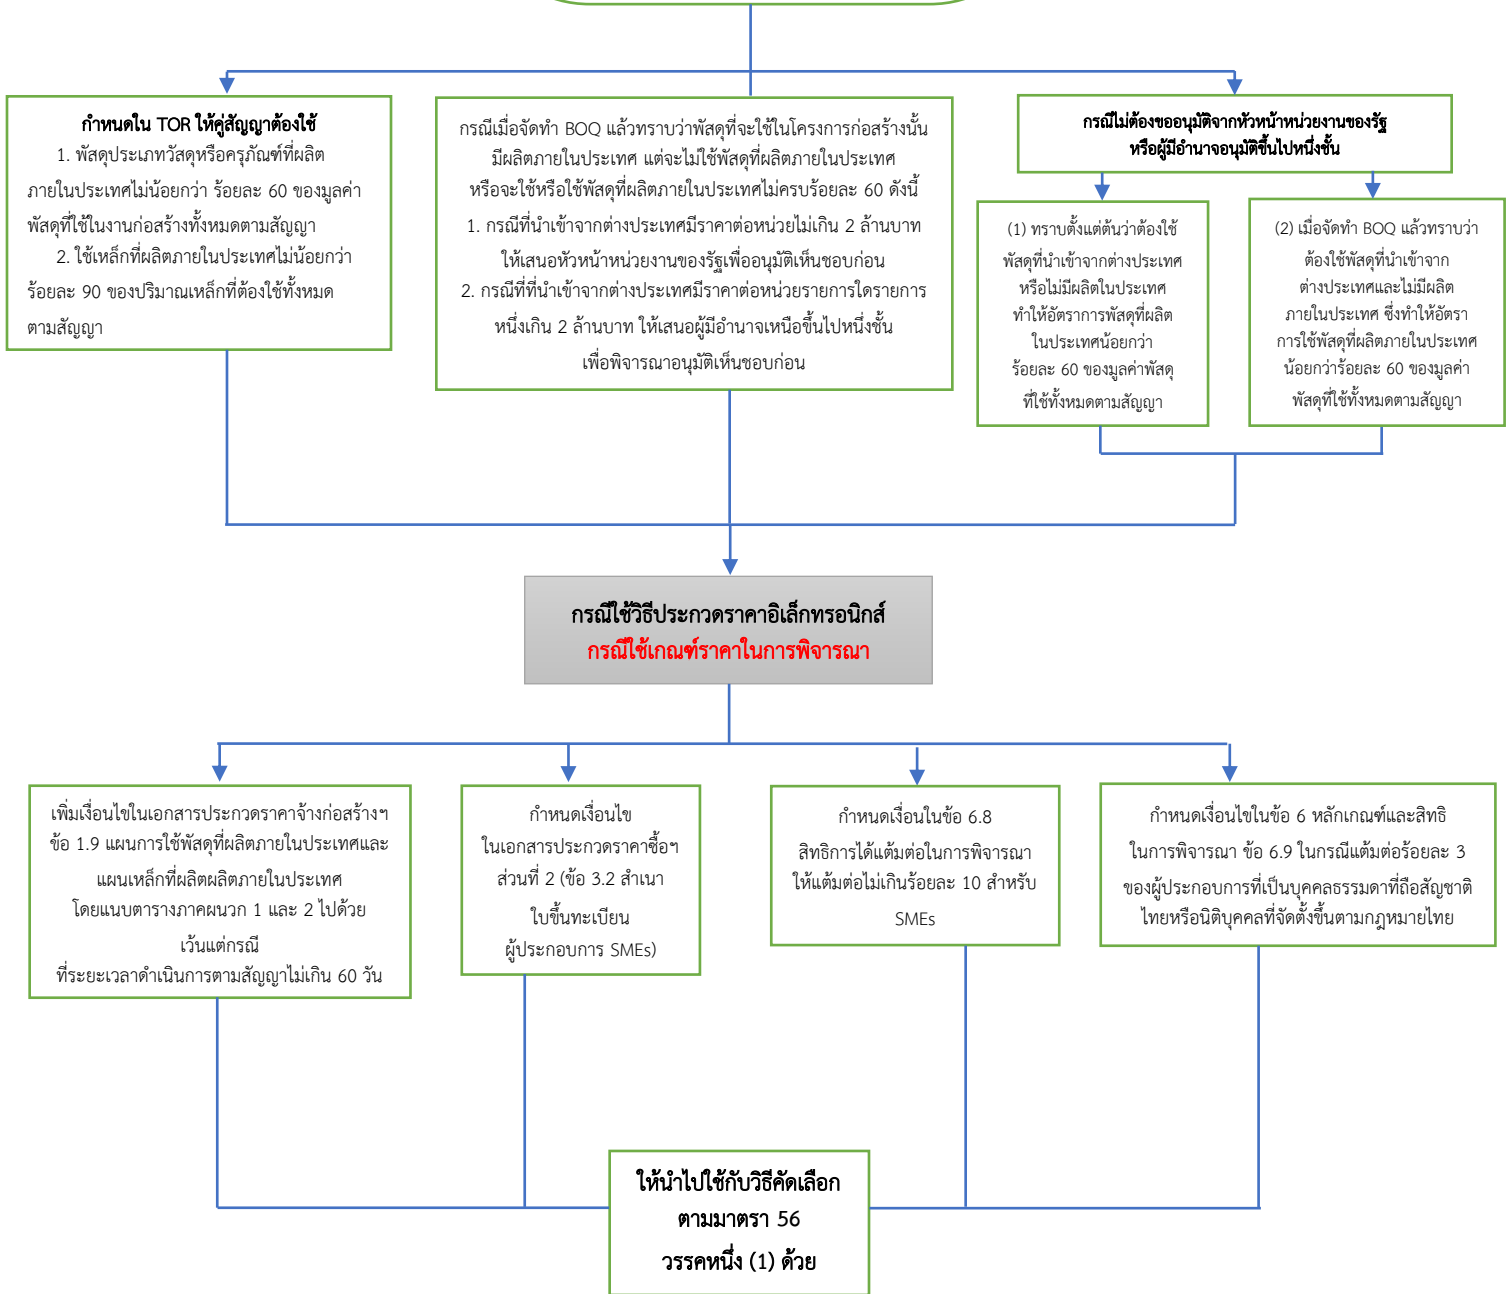 กำหนดใน TOR ให้คู่สัญญาต้องใช้
1. พัสดุประเภทวัสดุหรือครุภัณฑ์ที่ผลิต
ภายในประเทศไม่น้อยกว่า ร้อยละ 60 ของมูลค่า
พัสดุที่ใช้ในงานก่อสร้างทั้งหมดตามสัญญา
2. ใช้เหล็กที่ผลิตภายในประเทศไม่น้อยกว่า
ร้อยละ 90 ของปริมาณเหล็กที่ต้องใช้ทั้งหมด
ตามสัญญา
กรณีเมื่อจัดทำ BOQ แล้วทราบว่าพัสดุที่จะใช้ในโครงการก่อสร้างนั้น
มีผลิตภายในประเทศ แต่จะไม่ใช้พัสดุที่ผลิตภายในประเทศ
หรือจะใช้หรือใช้พัสดุที่ผลิตภายในประเทศไม่ครบร้อยละ 60 ดังนี้
1. กรณีที่นำเข้าจากต่างประเทศมีราคาต่อหน่วยไม่เกิน 2 ล้านบาท
ให้เสนอหัวหน้าหน่วยงานของรัฐเพื่ออนุมัติเห็นชอบก่อน
2. กรณีที่ที่นำเข้าจากต่างประเทศมีราคาต่อหน่วยรายการใดรายการ
หนึ่งเกิน 2 ล้านบาท ให้เสนอผู้มีอำนาจเหนือขึ้นไปหนึ่งชั้น
เพื่อพิจารณาอนุมัติเห็นชอบก่อน
กรณีไม่ต้องขออนุมัติจากหัวหน้าหน่วยงานของรัฐ
หรือผู้มีอำนาจอนุมัติขึ้นไปหนึ่งชั้น
(1) ทราบตั้งแต่ต้นว่าต้องใช้
พัสดุที่นำเข้าจากต่างประเทศ
หรือไม่มีผลิตในประเทศ
ทำให้อัตราการพัสดุที่ผลิต
ในประเทศน้อยกว่า
ร้อยละ 60 ของมูลค่าพัสดุ
ที่ใช้ทั้งหมดตามสัญญา
(2) เมื่อจัดทำ BOQ แล้วทราบว่า
ต้องใช้พัสดุที่นำเข้าจาก
ต่างประเทศและไม่มีผลิต
ภายในประเทศ ซึ่งทำให้อัตรา
การใช้พัสดุที่ผลิตภายในประเทศ
น้อยกว่าร้อยละ 60 ของมูลค่า
พัสดุที่ใช้ทั้งหมดตามสัญญา
กรณีใช้วิธีประกวดราคาอิเล็กทรอนิกส์
กรณีใช้เกณฑ์ราคาในการพิจารณา
เพิ่มเงื่อนไขในเอกสารประกวดราคาจ้างก่อสร้างฯ
ข้อ 1.9 แผนการใช้พัสดุที่ผลิตภายในประเทศและ
แผนเหล็กที่ผลิตผลิตภายในประเทศ
โดยแนบตารางภาคผนวก 1 และ 2 ไปด้วย
เว้นแต่กรณี
ที่ระยะเวลาดำเนินการตามสัญญาไม่เกิน 60 วัน
กำหนดเงื่อนไข
ในเอกสารประกวดราคาซื้อฯ
ส่วนที่ 2 (ข้อ 3.2 สำเนา
ใบขึ้นทะเบียน
ผู้ประกอบการ SMEs)
กำหนดเงื่อนในข้อ 6.8
สิทธิการได้แต้มต่อในการพิจารณา
ให้แต้มต่อไม่เกินร้อยละ 10 สำหรับ
SMEs
กำหนดเงื่อนไขในข้อ 6 หลักเกณฑ์และสิทธิ
ในการพิจารณา ข้อ 6.9 ในกรณีแต้มต่อร้อยละ 3
ของผู้ประกอบการที่เป็นบุคคลธรรมดาที่ถือสัญชาติ
ไทยหรือนิติบุคคลที่จัดตั้งขึ้นตามกฎหมายไทย
ให้นำไปใช้กับวิธีคัดเลือก
ตามมาตรา 56
วรรคหนึ่ง (1) ด้วย